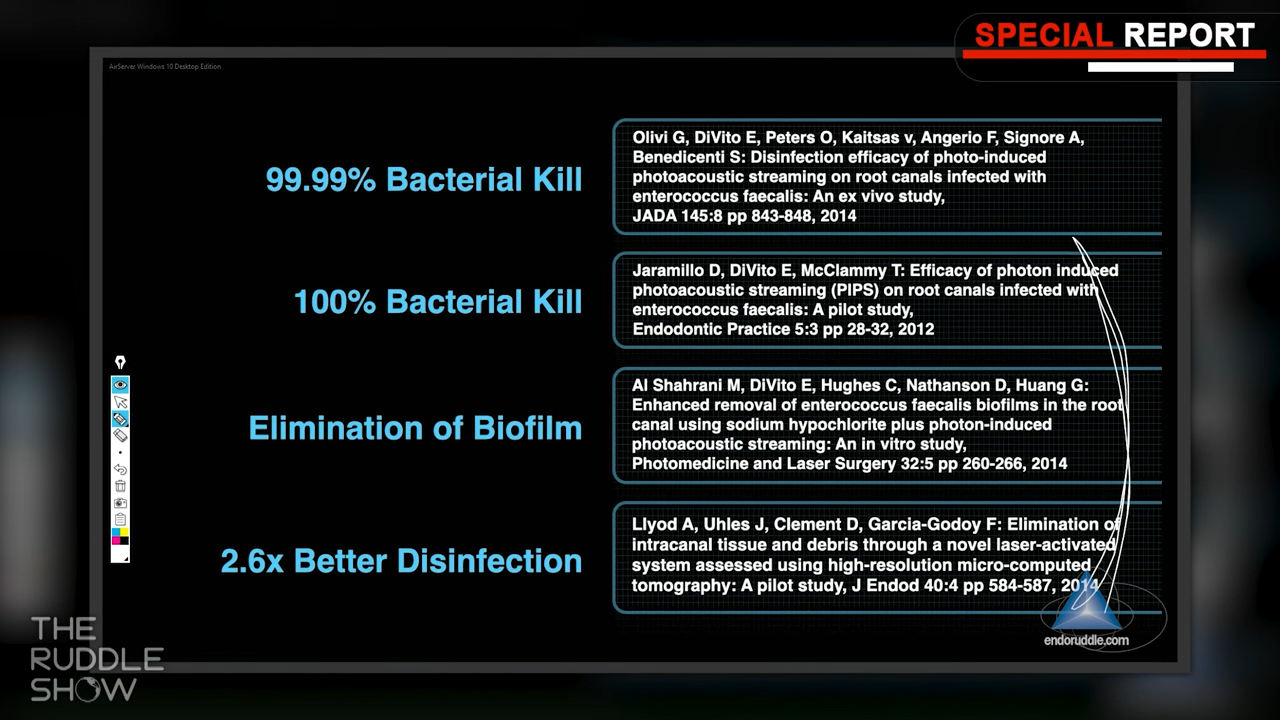 SPECIAL REPORT
AirServer Windows 10 Desktop Edition
99.99% Bacterial Kill
Olivi G, DiVito E, Peters O, Kaitsas v, Angerio F, Signore A,
Benedicenti S: Disinfection efficacy of photo-induced
photoacoustic streaming on root canals infected with
enterococcus faecalis: An ex vivo study,
JADA 145:8 pp 843-848, 2014
100% Bacterial Kill
Jaramillo D, DiVito E, McClammy T: Efficacy of photon induced
photoacoustic streaming (PIPS) on root canals infected with
enterococcus faecalis: A pilot study,
Endodontic Practice 5:3 pp 28-32, 2012
Elimination of Biofilm
Al Shahrani M, DiVito E, Hughes C, Nathanson D, Huang G:
Enhanced removal of enterococcus faecalis biofilms in the root
canal using sodium hypochlorite plus photon-induced
photoacoustic streaming: An in vitro study,
Photomedicine and Laser Surgery 32:5 pp 260-266, 2014
2.6x Better Disinfection
Llyod A, Uhles J, Clement D, Garcia-Godoy F: Elimination of
intracanal tissue and debris through a novel laser-activated
system assessed using high-resolution micro-computed
tomography: A pilot study, J Endod 40:4 pp 584-587, 2014
endoruddle.com
THE
RUDDLE
SHOW